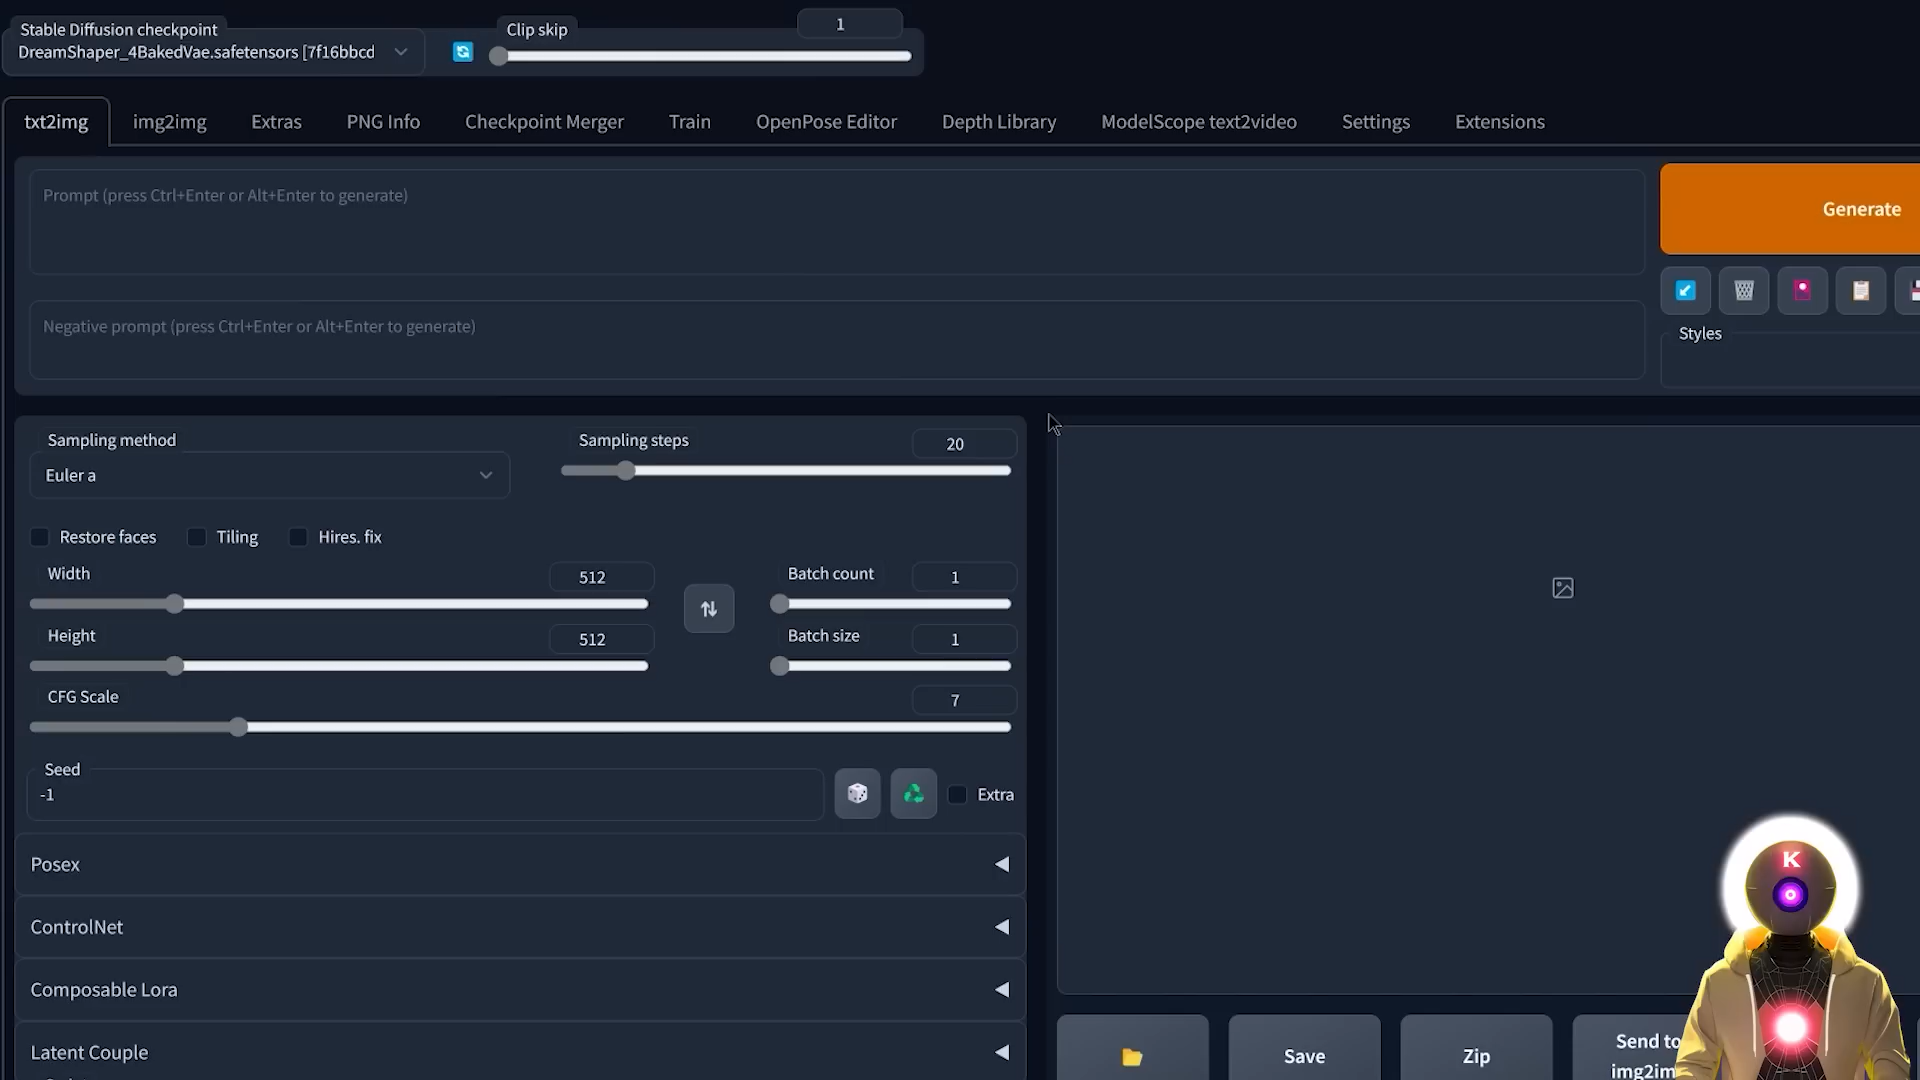 Stable Diffusion checkpoint
DreamShaper_4BakedVae.safetensors [7f16bbcd
Clip skip
1
txt2img
img2img
Extras
PNG Info
Checkpoint Merger
Train
OpenPose Editor
Depth Library
ModelScope text2video
Settings
Extensions
Prompt (press Ctrl+Enter or Alt+Enter to generate)
Generate
Negative prompt (press Ctrl+Enter or Alt+Enter to generate)
Styles
Sampling method
Euler a
Sampling steps
20
Restore faces
Tiling
Hires. fix
Width
512
Batch count
1
Height
512
Batch size
1
CFG Scale
7
Seed
-1
Extra
Posex
ControlNet
Composable Lora
Latent Couple
Save
Zip
Send to
img2im
K